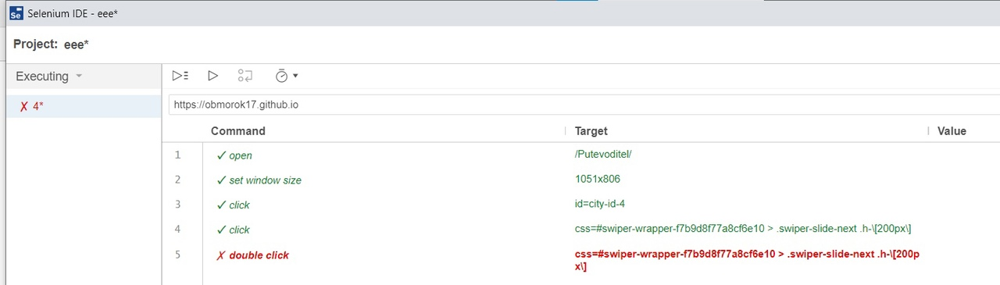 Selenium IDE - eee*
Project: eee*
Executing
✗ 4*
https://obmorok17.github.io
Command Target Value
1 ✓ open /Putevoditel/
2 ✓ set window size 1051x806
3 ✓ click id=city-id-4
4 ✓ click css=#swiper-wrapper-f7b9d8f77a8cf6e10 > .swiper-slide-next .h-\[200px\]
5 ✗ double click css=#swiper-wrapper-f7b9d8f77a8cf6e10 > .swiper-slide-next .h-\[200p
x\]